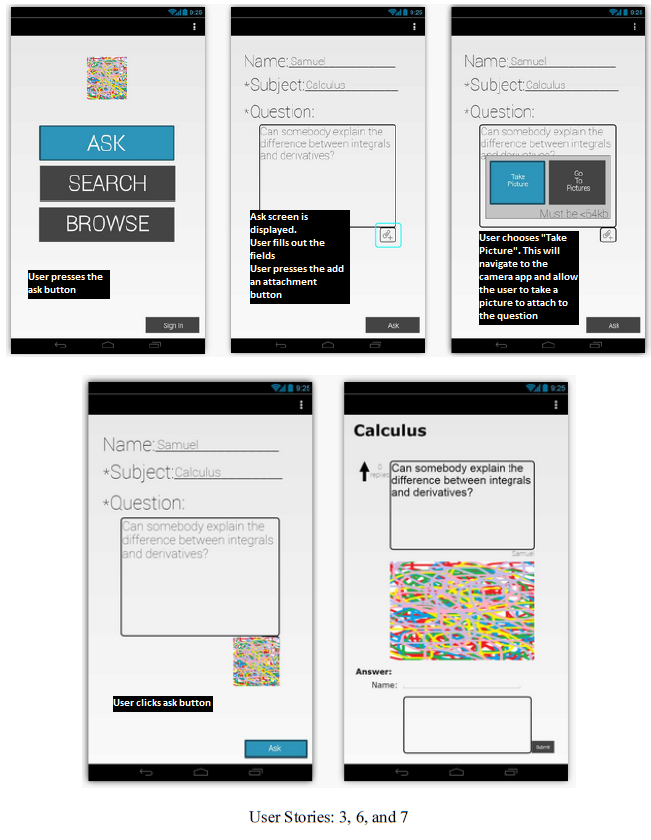 9:25
ASK
SEARCH
BROWSE
User presses the
ask button
Sign In
9:25
Name: Samuel
*Subject: Calculus
*Question:
Can somebody explain the
difference between integrals
and derivatives?
Ask screen is
displayed.
User fills out the
fields
User presses the add
an attachment
button
Ask
9:25
Name: Samuel
*Subject: Calculus
*Question:
Can somebody explain the
difference between integrals
and derivatives?
Take
Picture
Go
To
Pictures
Must be <64kb
User chooses "Take
Picture". This will
navigate to the
camera app and allow
the user to take a
picture to attach to
the question
Ask
9:25
Name: Samuel
*Subject: Calculus
*Question:
Can somebody explain the
difference between integrals
and derivatives?
User clicks ask button
Ask
9:25
Calculus
0
replies
Can somebody explain the
difference between integrals
and derivatives?
Samuel
Answer:
Name:
Submit
User Stories: 3, 6, and 7